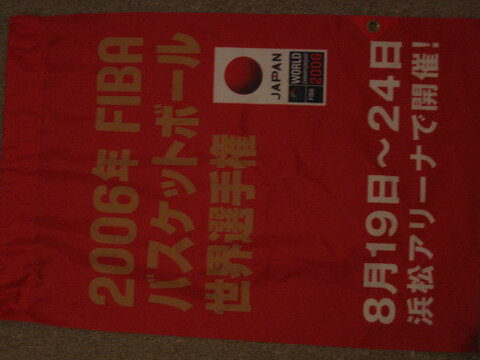 2006年 FIBA
バスケットボール
世界選手権
JAPAN
WORLD
CHAMPIONSHIP
FIBA 2006
8月19日〜24日
浜松アリーナで開催!